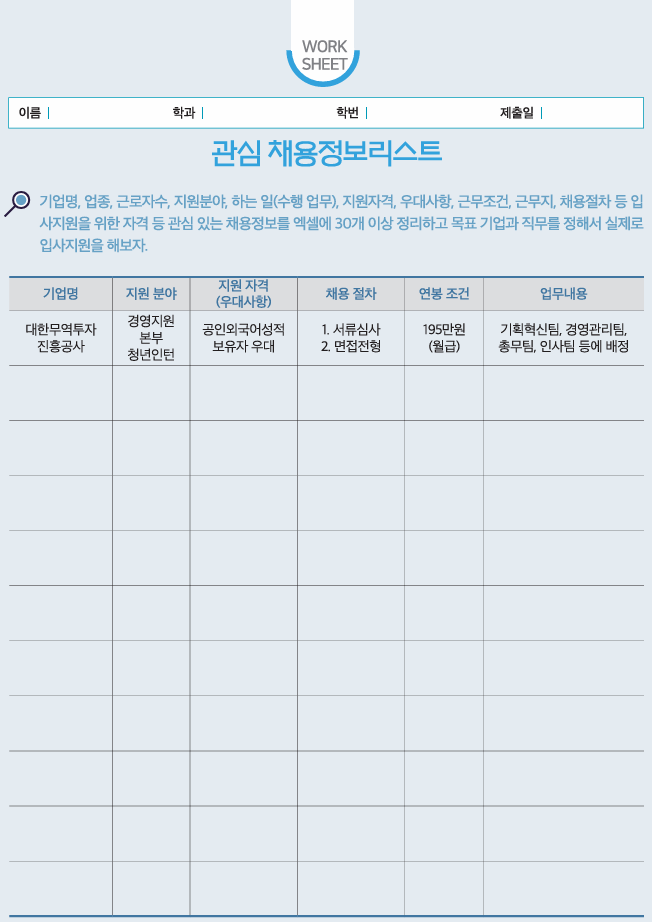 WORK
SHEET
이름 학과 학번 제출일
관심 채용정보리스트
기업명, 업종, 근로자수, 지원분야, 하는 일(수행 업무), 지원자격, 우대사항, 근무조건, 근무지, 채용절차 등 입
사지원을 위한 자격 등 관심 있는 채용정보를 엑셀에 30개 이상 정리하고 목표 기업과 직무를 정해서 실제로
입사지원을 해보자.
기업명
지원 분야
지원 자격
(우대사항)
채용 절차
연봉 조건
업무내용
대한무역투자
진흥공사
경영지원
본부
청년인턴
공인외국어성적
보유자 우대
1. 서류심사
2. 면접전형
195만원
(월급)
기획혁신팀, 경영관리팀,
총무팀, 인사팀 등에 배정